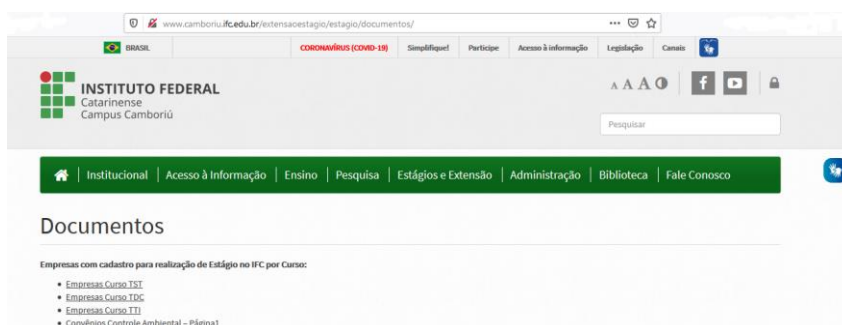 www.camboriu.ifc.edu.br/extensaoestagio/estagio/documentos/
BRASIL CORONAVÍRUS (COVID-19) Simplifique! Participe Acesso à informação Legislação Canais
INSTITUTO FEDERAL
Catarinense
Campus Camboriú
A A A
Pesquisar
Institucional Acesso à Informação Ensino Pesquisa Estágios e Extensão Administração Biblioteca Fale Conosco
Documentos
Empresas com cadastro para realização de Estágio no IFC por Curso:
Empresas Curso TST
Empresas Curso TDC
Empresas Curso TTI
Convênios Controle Ambiental – Página1